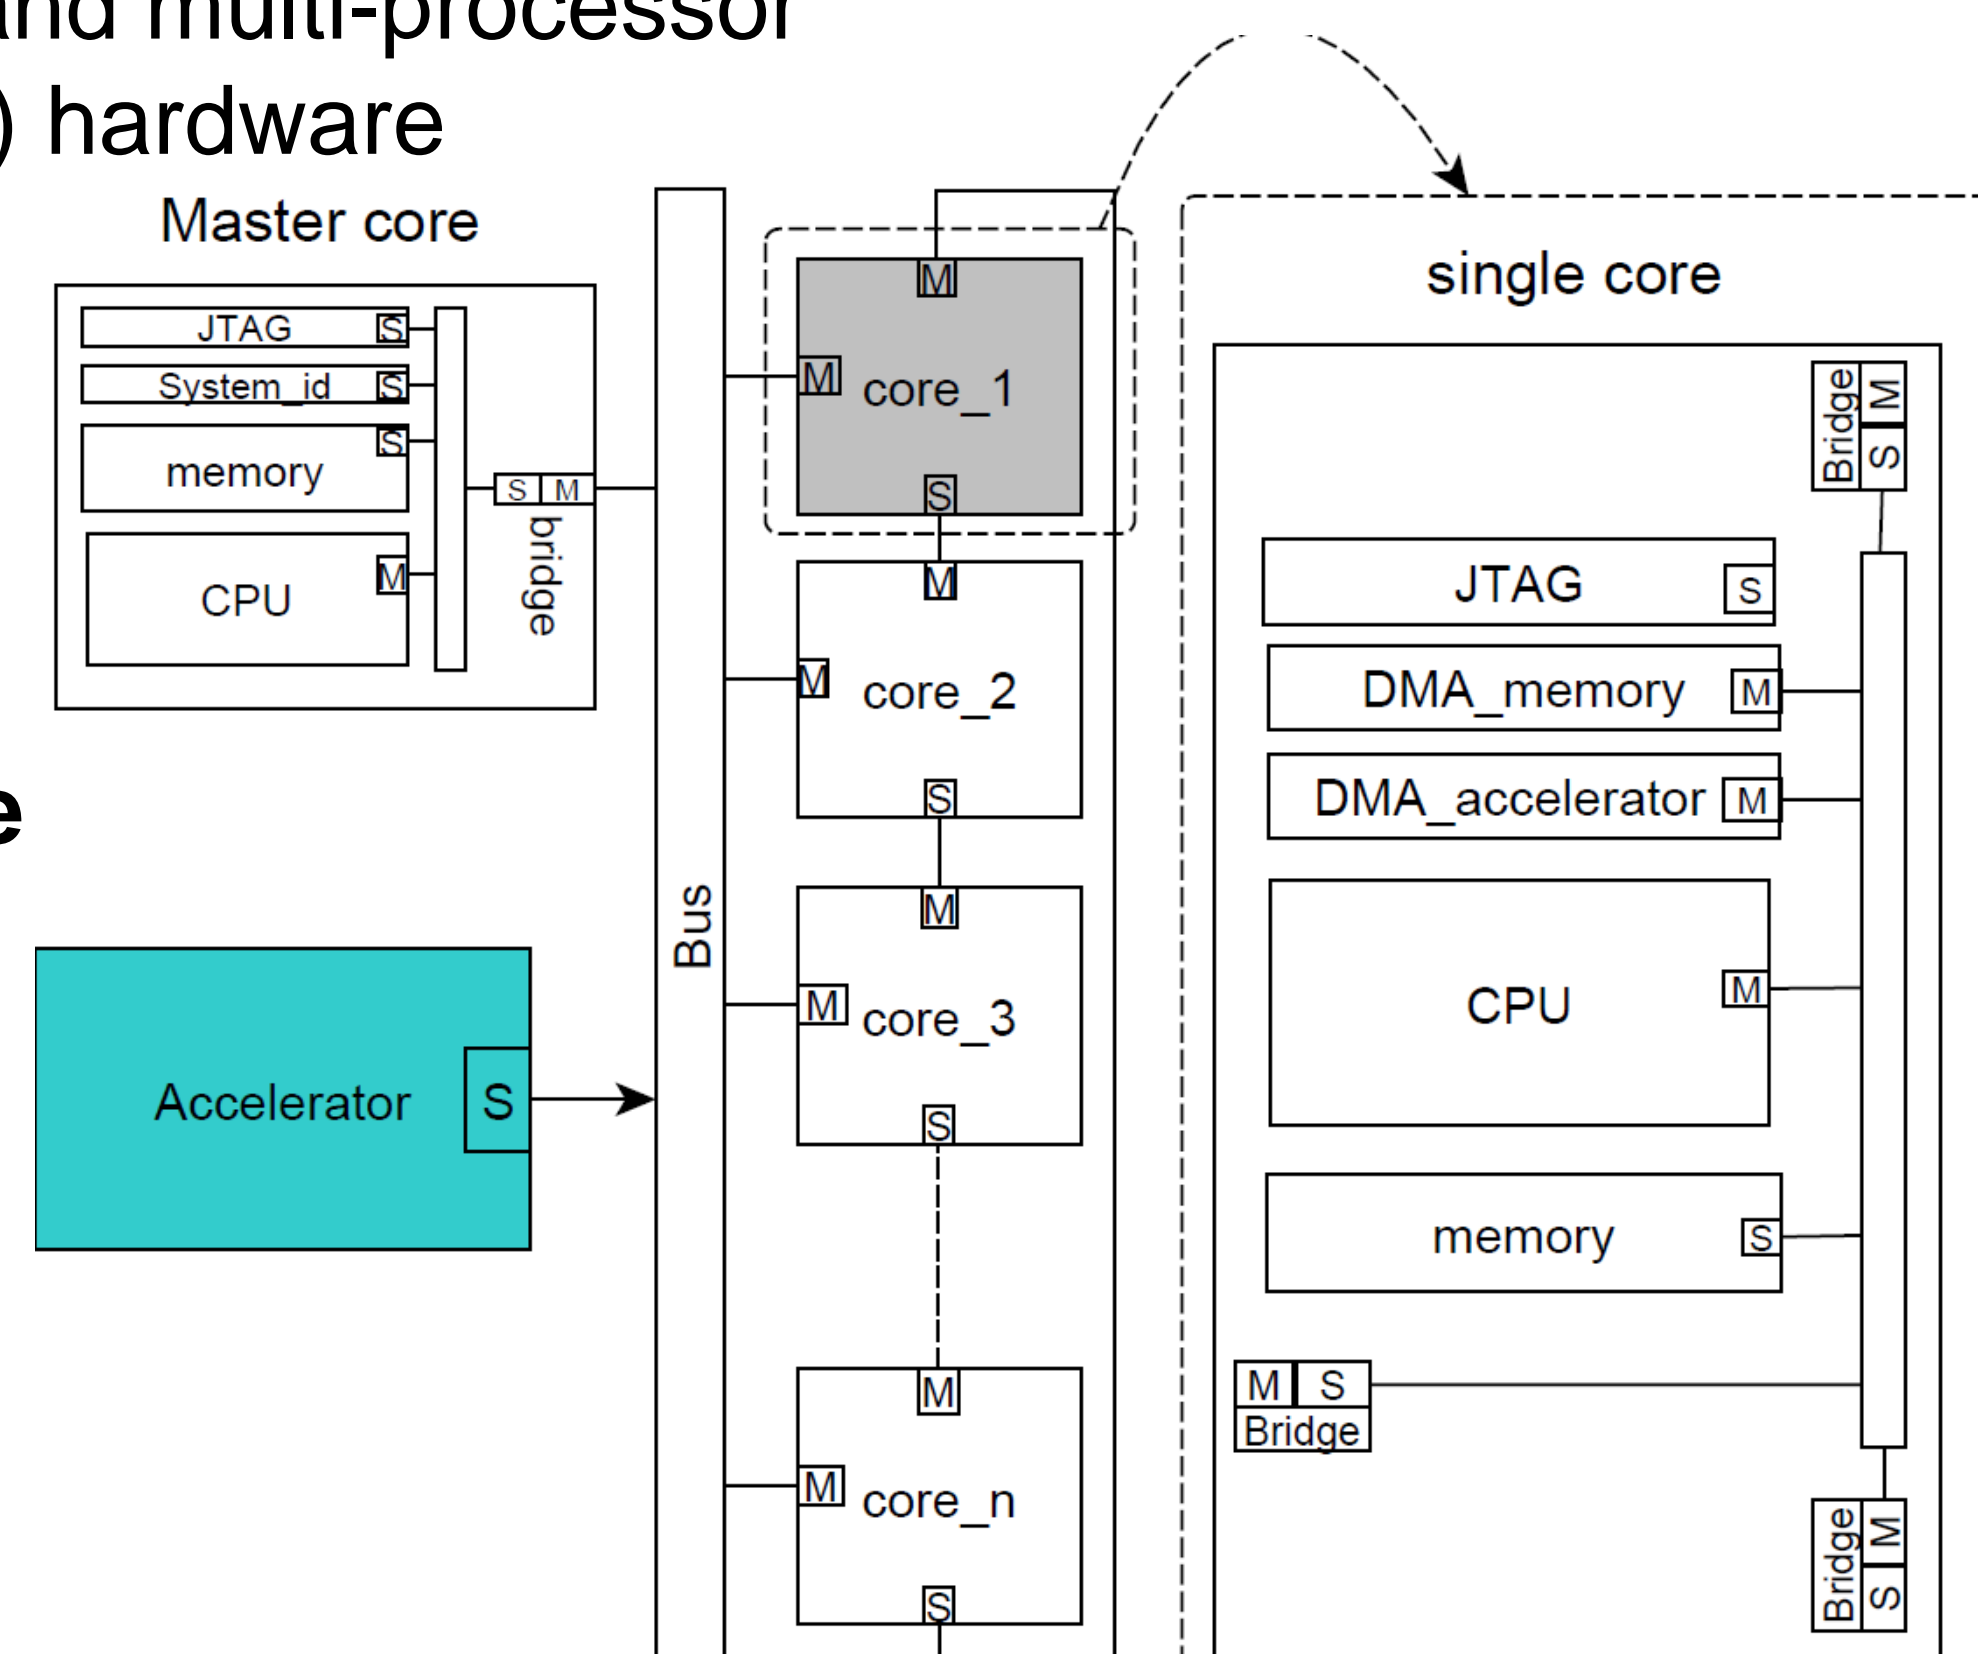 and multi-processor
) hardware
Master core
JTAG
S
System_id
S
memory
S
CPU
M
S M
bridge
e
Accelerator
S
Bus
M
M
core_1
S
M
M
core_2
S
M
M
core_3
S
M
M
core_n
S
single core
Bridge
M
S
JTAG
S
DMA_memory
M
DMA_accelerator
M
CPU
M
memory
S
M S
Bridge
Bridge
M
S